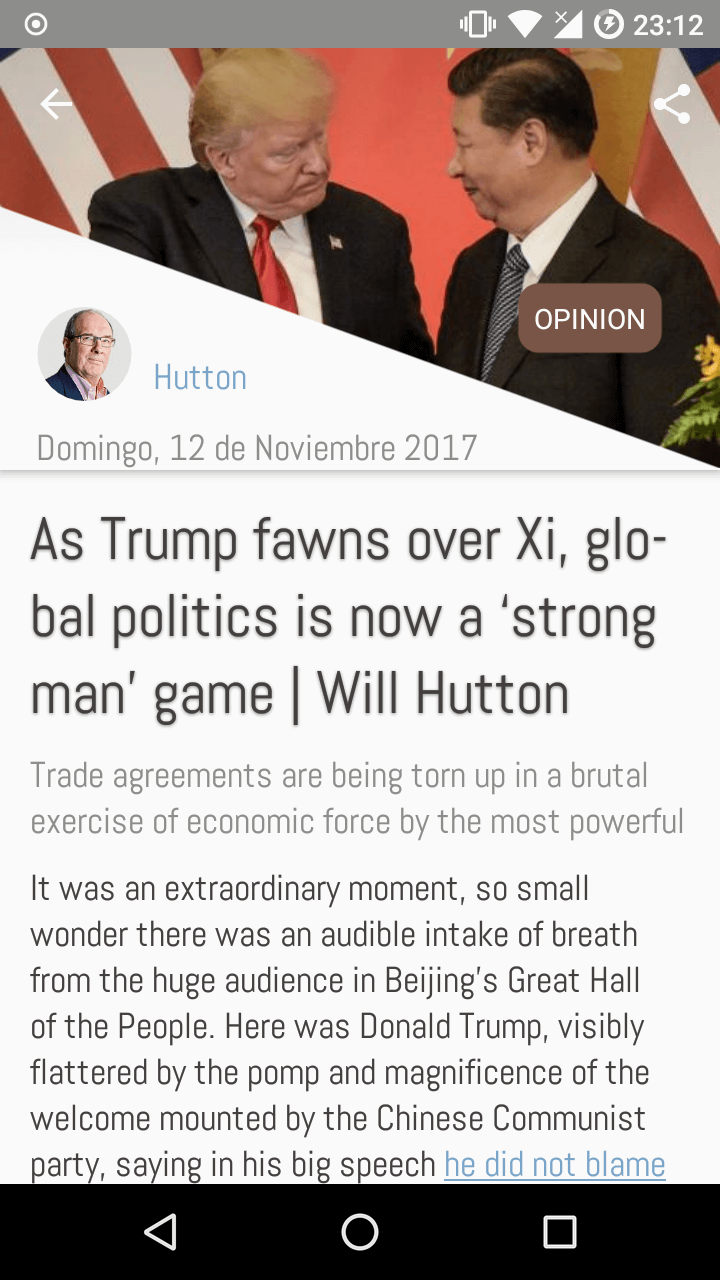 23:12
OPINION
Hutton
Domingo, 12 de Noviembre 2017
As Trump fawns over Xi, glo-
bal politics is now a ‘strong
man’ game | Will Hutton
Trade agreements are being torn up in a brutal
exercise of economic force by the most powerful
It was an extraordinary moment, so small
wonder there was an audible intake of breath
from the huge audience in Beijing’s Great Hall
of the People. Here was Donald Trump, visibly
flattered by the pomp and magnificence of the
welcome mounted by the Chinese Communist
party, saying in his big speech he did not blame